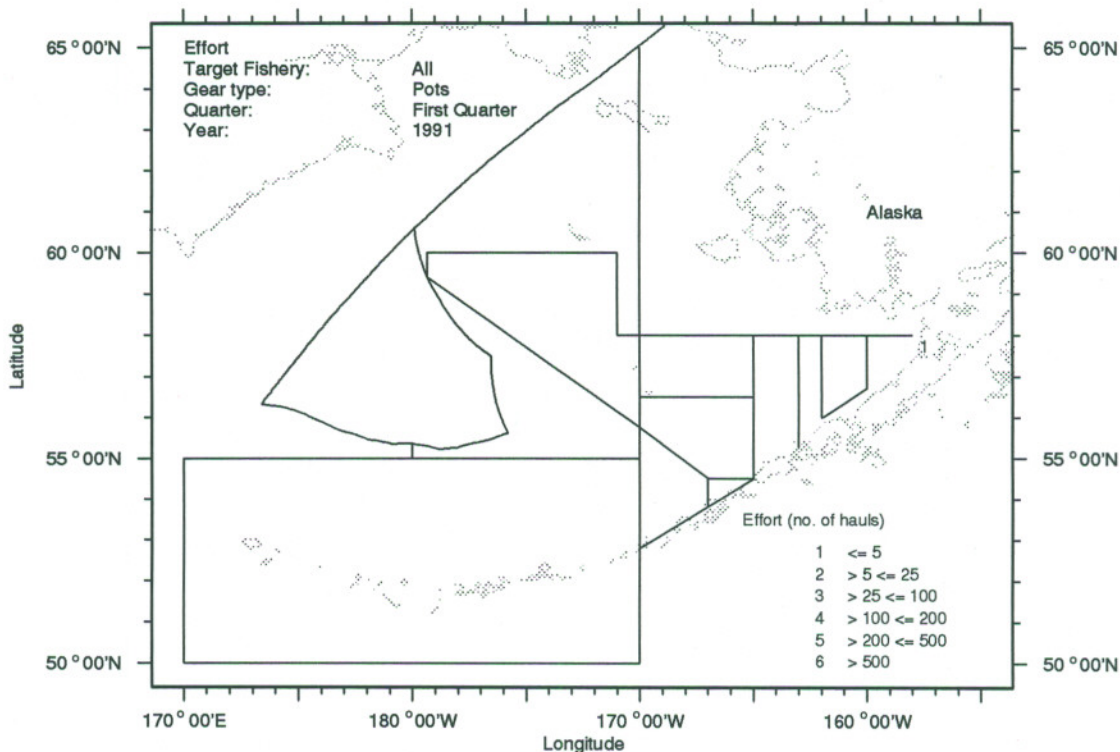 Effort
Target Fishery: All
Gear type: Pots
Quarter: First Quarter
Year: 1991
65°00'N
65°00'N
Alaska
60°00'N
60°00'N
Latitude
1
55°00'N
55°00'N
Effort (no. of hauls)
1 <= 5
2 > 5 <= 25
3 > 25 <= 100
4 > 100 <= 200
5 > 200 <= 500
6 > 500
50°00'N
50°00'N
170°00'E
180°00'W
170°00'W
160°00'W
Longitude